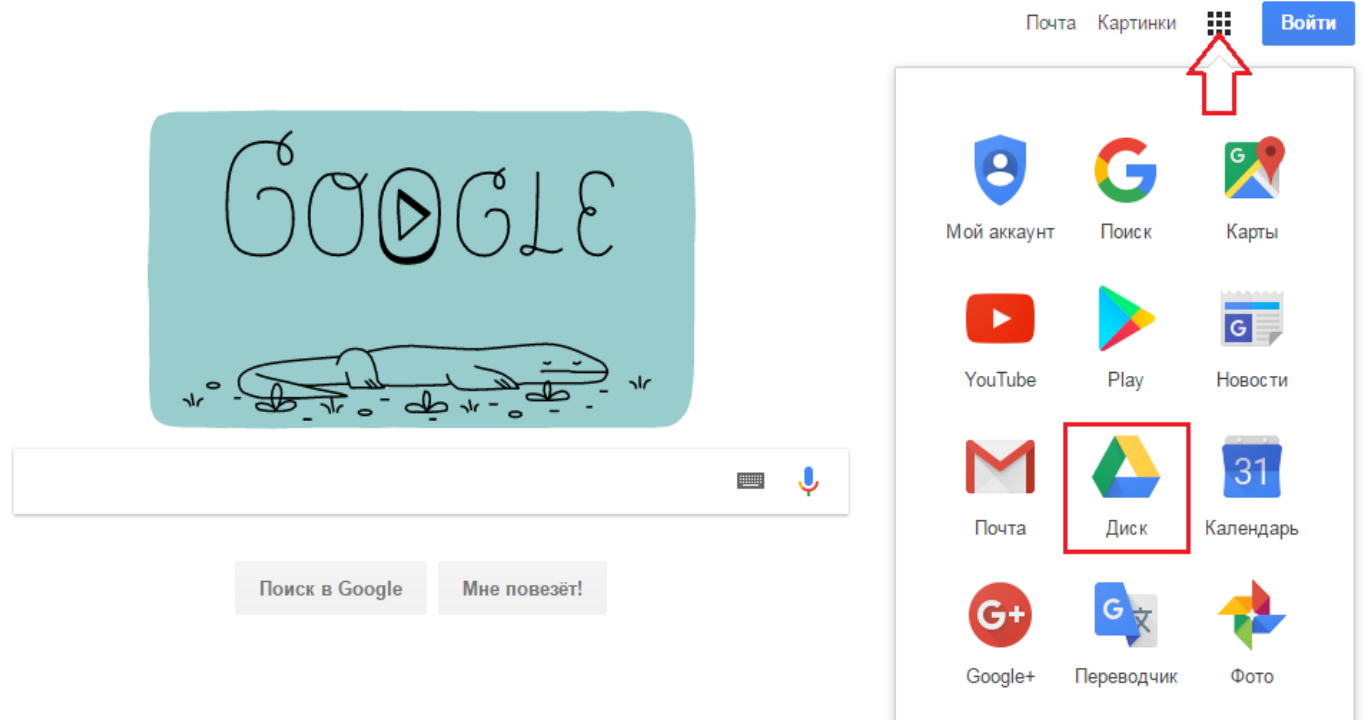 Почта Картинки Войти
GOOGLE
Мой аккаунт Поиск Карты
YouTube Play Новости
31
Почта Диск Календарь
G+ G 文
Google+ Переводчик Фото
Поиск в Google Мне повезёт!